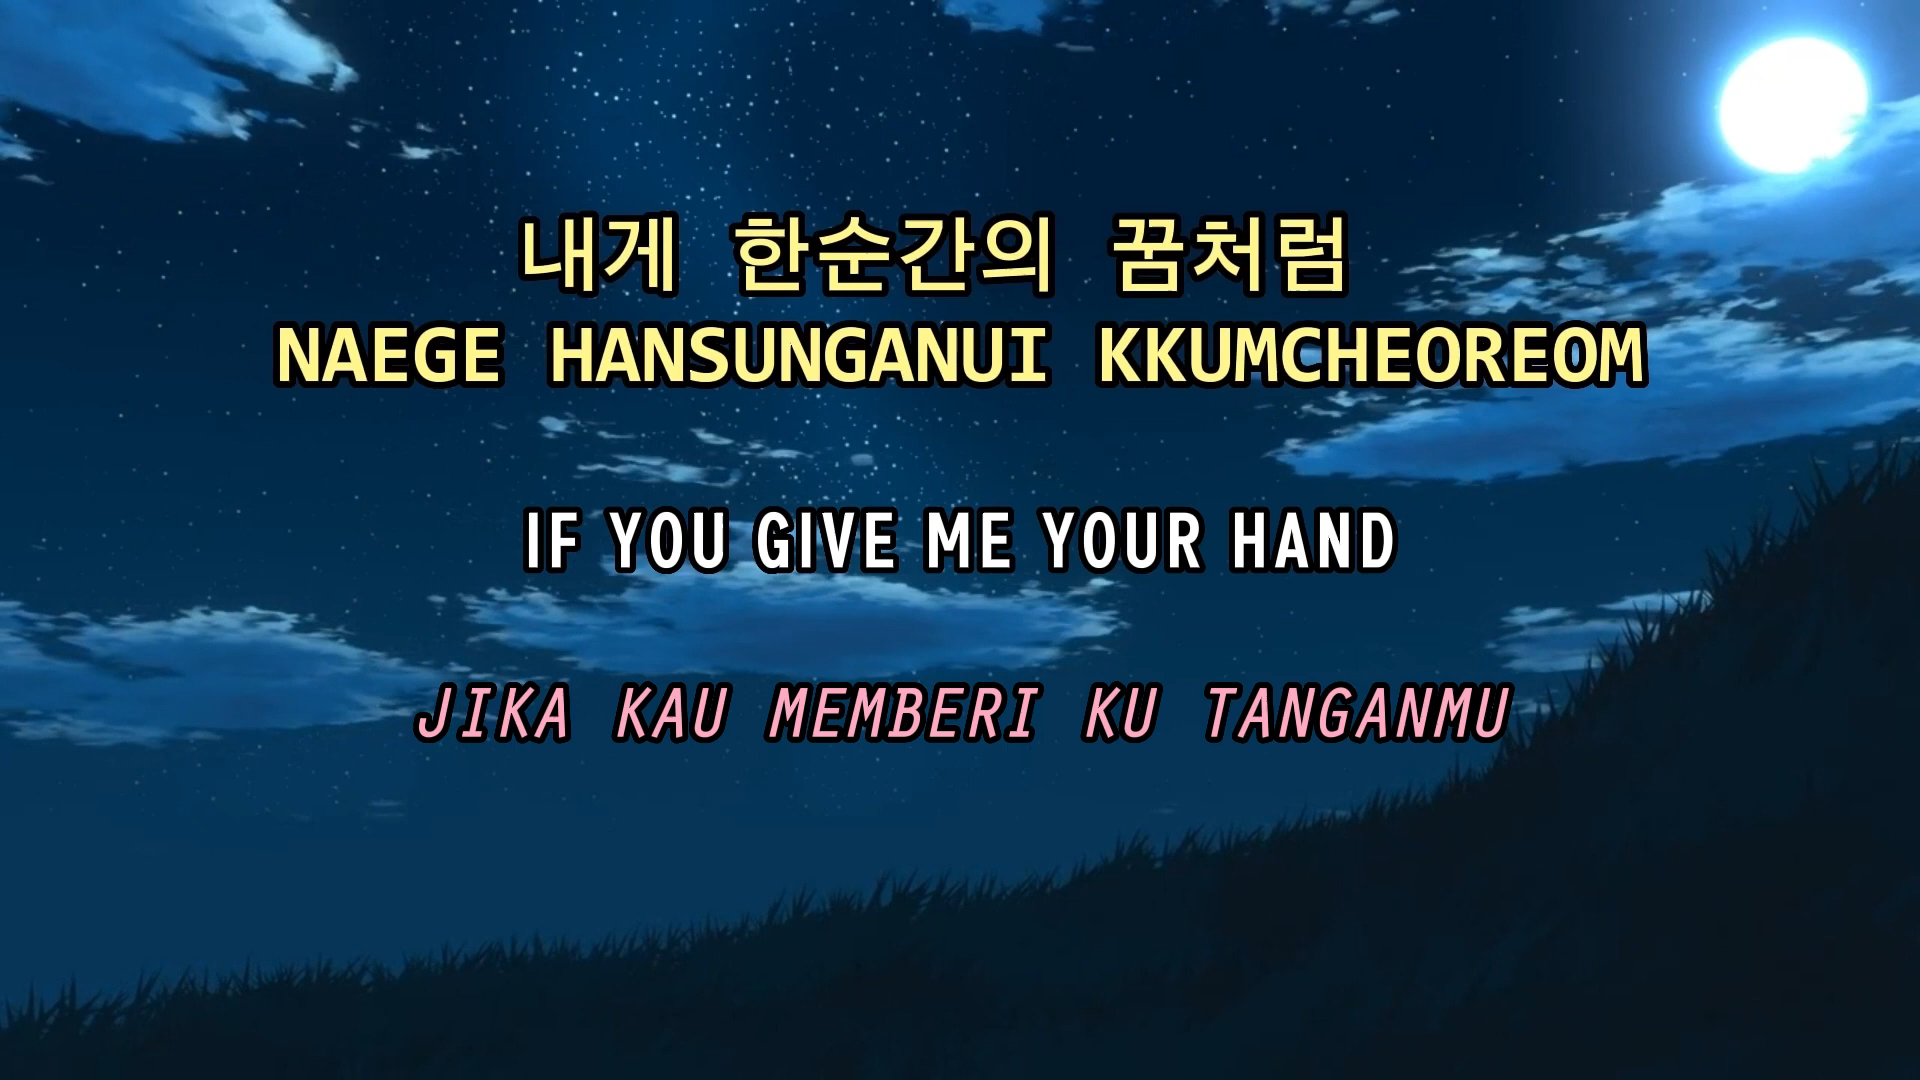 내게 한순간의 꿈처럼
NAEGE HANSUNGANUI KKUMCHEOREOM
IF YOU GIVE ME YOUR HAND
JIKA KAU MEMBERI KU TANGANMU